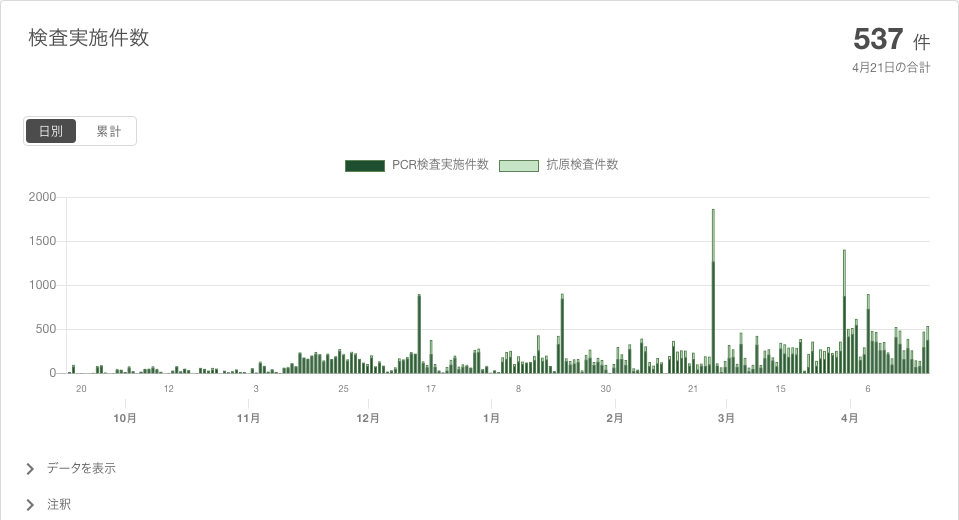 検査実施件数
537 件
4月21日の合計
日別 累計
PCR検査実施件数 抗原検査件数
2000
1500
1000
500
0
20 12 3 25 17 8 30 21 15 6
10月 11月 12月 1月 2月 3月 4月
データを表示
注釈